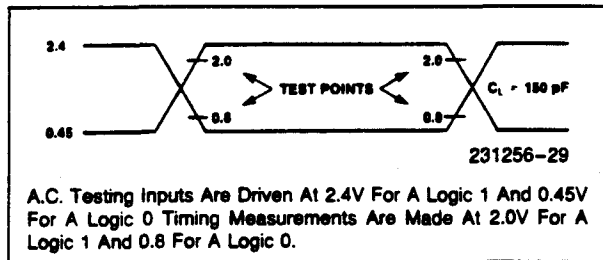 2.4
2.0
2.0
TEST POINTS
CL = 150 pF
0.8
0.8
0.45
231256-29
A.C. Testing Inputs Are Driven At 2.4V For A Logic 1 And 0.45V
For A Logic 0 Timing Measurements Are Made At 2.0V For A
Logic 1 And 0.8 For A Logic 0.